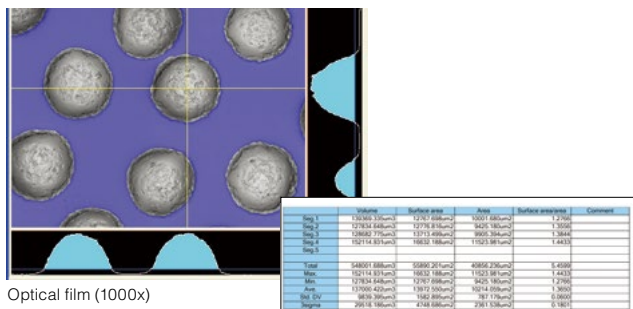 Volume Surface area Area Surface area/area Comment
Seg.1 139369.335um3 12767.698um2 10001.680um2 1.2766
Seg.2 127834.648um3 12776.816um2 9425.180um2 1.3556
Seg.3 128682.775um3 13713.499um2 9905.394um2 1.3844
Seg.4 152114.931um3 16632.188um2 11523.981um2 1.4433
Seg.5
Total 548001.688um3 55890.201um2 40856.236um2 5.4599
Max. 152114.931um3 16632.188um2 11523.981um2 1.4433
Min. 127834.648um3 12767.698um2 9425.180um2 1.2766
Ave. 137000.422um3 13972.550um2 10214.059um2 1.3650
Std. DV 9839.395um3 1582.895um2 787.179um2 0.0600
3sigma 29518.186um3 4748.686um2 2361.538um2 0.1801
Optical film (1000x)